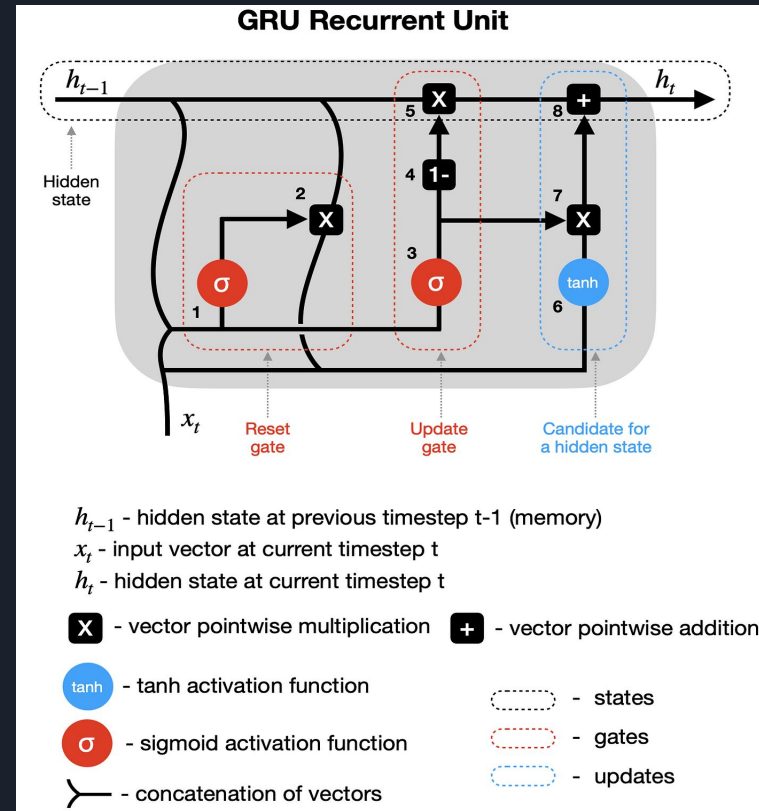 GRU Recurrent Unit
h_{t-1}
h_t
5 X
8 +
Hidden
state
4 1-
2 X
7 X
3 σ
1 σ
6 tanh
x_t
Reset
gate
Update
gate
Candidate for
a hidden state
h_{t-1} - hidden state at previous timestep t-1 (memory)
x_t - input vector at current timestep t
h_t - hidden state at current timestep t
X - vector pointwise multiplication + - vector pointwise addition
tanh - tanh activation function
- states
σ - sigmoid activation function
- gates
- updates
- concatenation of vectors